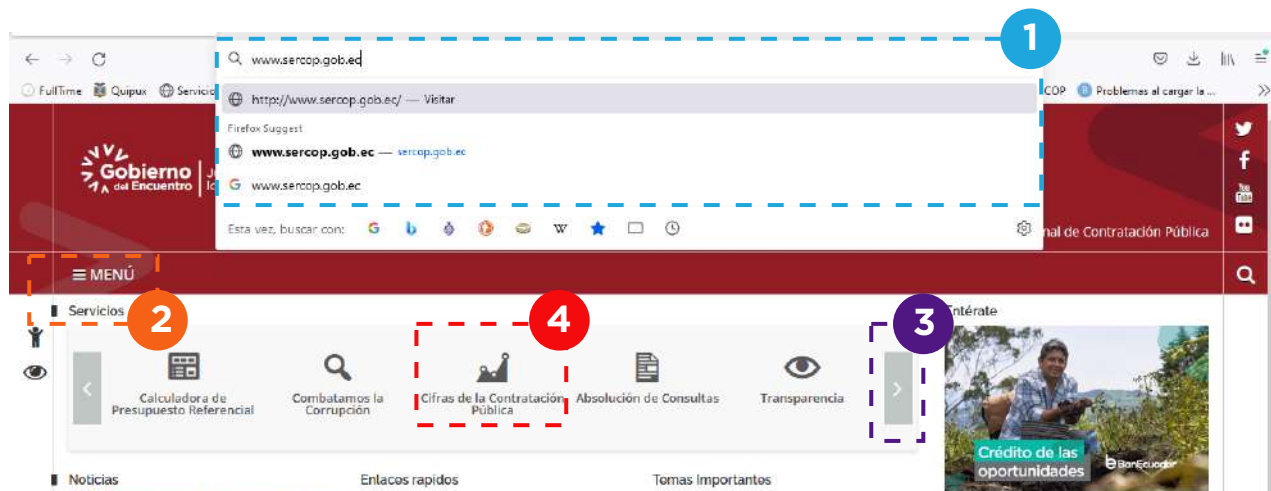 1
www.sercop.gob.ec
FullTime Quipux Servicio
http://www.sercop.gob.ec/ — Visitar
COP Problemas al cargar la ...
Firefox Suggest
www.sercop.gob.ec — sercop.gob.ec
www.sercop.gob.ec
Gobierno
del Encuentro
You
Tube
Esta vez, buscar con:
nal de Contratación Pública
MENÚ
2
4
3
Servicios
Entérate
Calculadora de
Presupuesto Referencial
Combatamos la
Corrupción
Cifras de la Contratación
Pública
Absolución de Consultas
Transparencia
Crédito de las
oportunidades
BanEcuador
Noticias
Enlaces rapidos
Temas Importantes